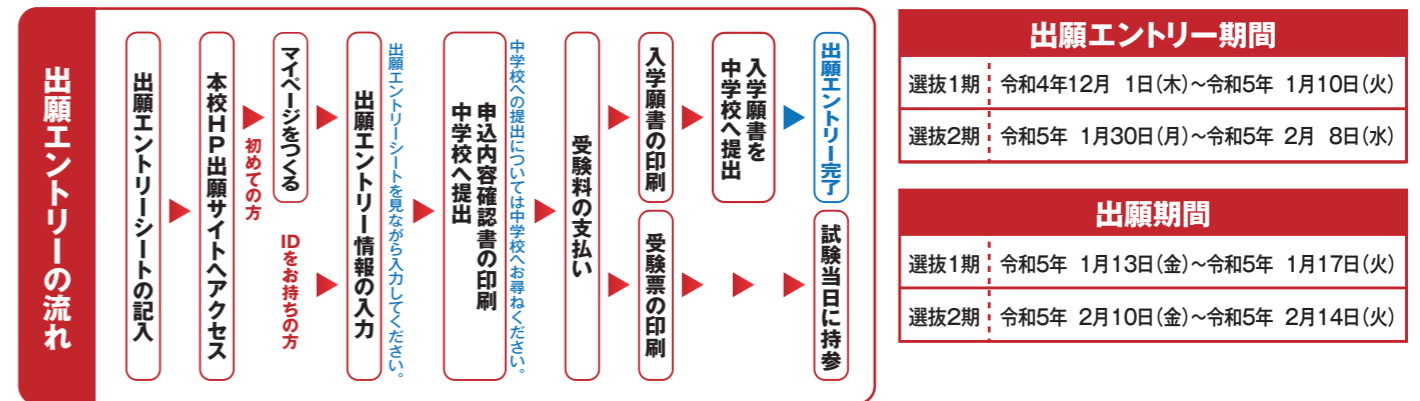 出願エントリーの流れ
出願エントリーシートの記入
本校HP出願サイトへアクセス
初めての方
マイページをつくる
IDをお持ちの方
出願エントリー情報の入力
出願エントリーシートを見ながら入力してください。
申込内容確認書の印刷
中学校へ提出
中学校への提出については中学校へお尋ねください。
受験料の支払い
入学願書の印刷
入学願書を
中学校へ提出
出願エントリー完了
受験票の印刷
試験当日に持参
出願エントリー期間
選抜1期 令和4年12月 1日(木)~令和5年 1月10日(火)
選抜2期 令和5年 1月30日(月)~令和5年 2月 8日(水)
出願期間
選抜1期 令和5年 1月13日(金)~令和5年 1月17日(火)
選抜2期 令和5年 2月10日(金)~令和5年 2月14日(火)